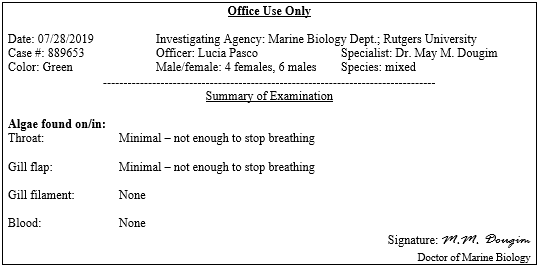 Office Use Only
Date: 07/28/2019 Investigating Agency: Marine Biology Dept.; Rutgers University
Case #: 889653 Officer: Lucia Pasco Specialist: Dr. May M. Dougim
Color: Green Male/female: 4 females, 6 males Species: mixed
--------------------------------------------------------------------------------
Summary of Examination
Algae found on/in:
Throat: Minimal – not enough to stop breathing
Gill flap: Minimal – not enough to stop breathing
Gill filament: None
Blood: None
Signature: M.M. Dougim
Doctor of Marine Biology